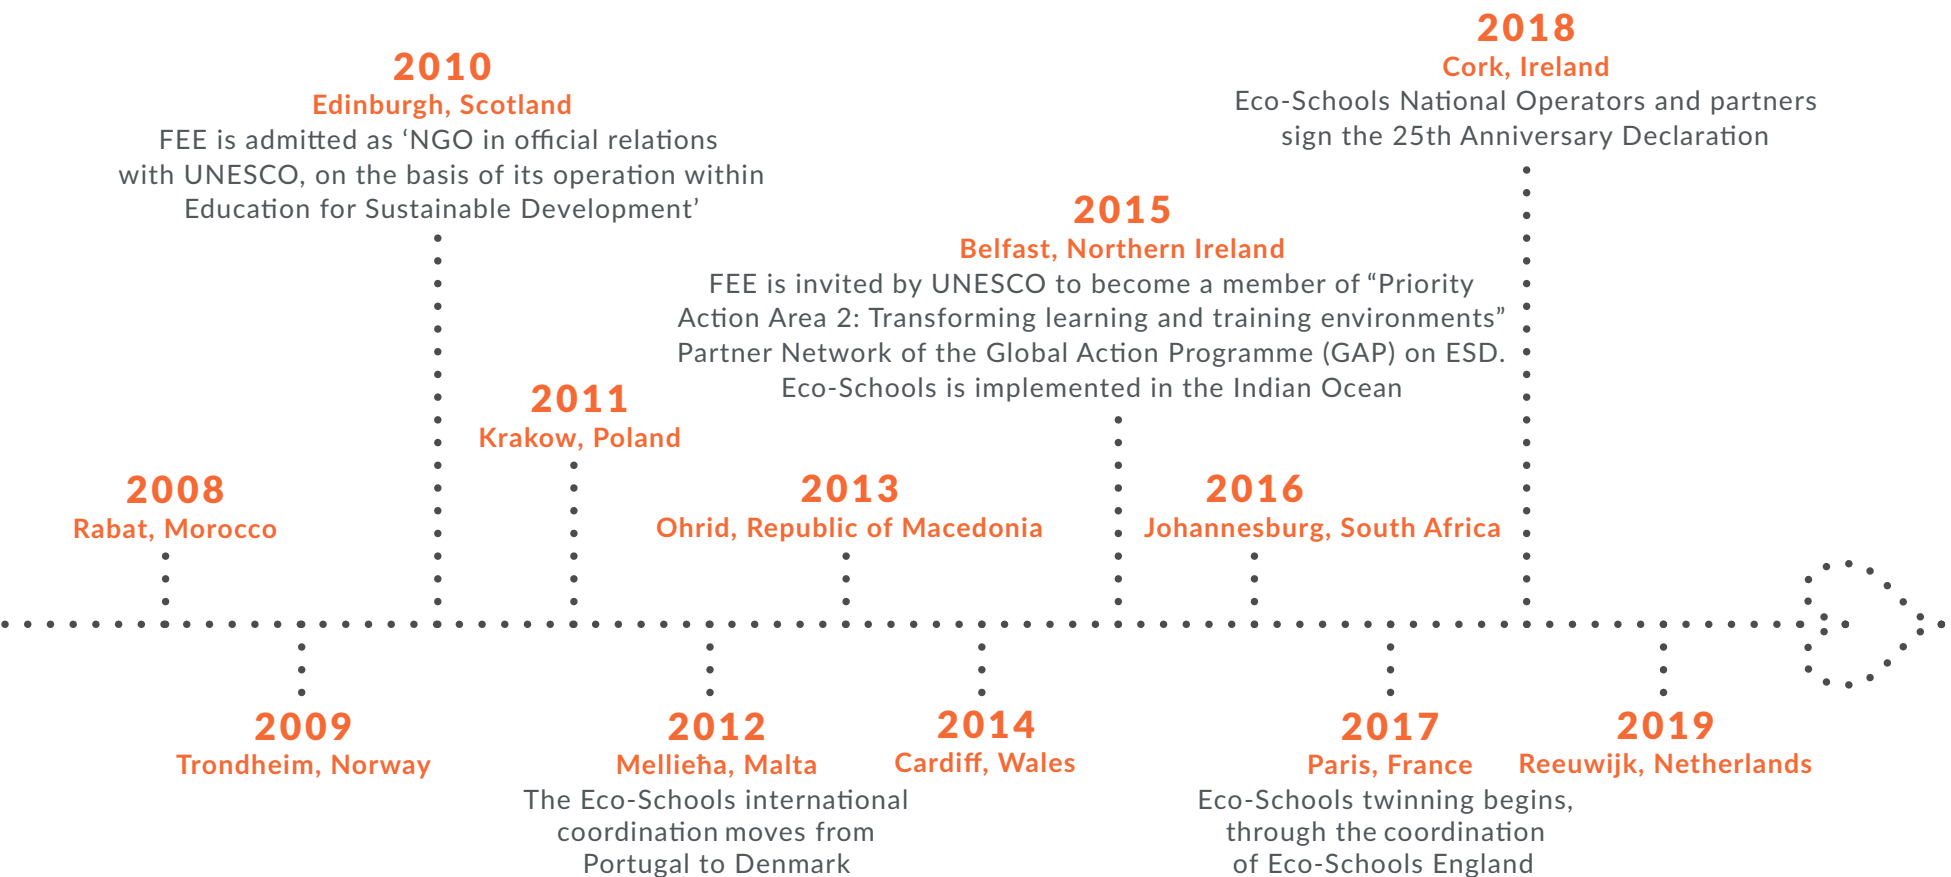 2008
Rabat, Morocco
2009
Trondheim, Norway
2010
Edinburgh, Scotland
FEE is admitted as ‘NGO in official relations
with UNESCO, on the basis of its operation within
Education for Sustainable Development’
2011
Krakow, Poland
2012
Mellieħa, Malta
The Eco-Schools international
coordination moves from
Portugal to Denmark
2013
Ohrid, Republic of Macedonia
2014
Cardiff, Wales
2015
Belfast, Northern Ireland
FEE is invited by UNESCO to become a member of “Priority
Action Area 2: Transforming learning and training environments”
Partner Network of the Global Action Programme (GAP) on ESD.
Eco-Schools is implemented in the Indian Ocean
2016
Johannesburg, South Africa
2017
Paris, France
Eco-Schools twinning begins,
through the coordination
of Eco-Schools England
2018
Cork, Ireland
Eco-Schools National Operators and partners
sign the 25th Anniversary Declaration
2019
Reeuwijk, Netherlands